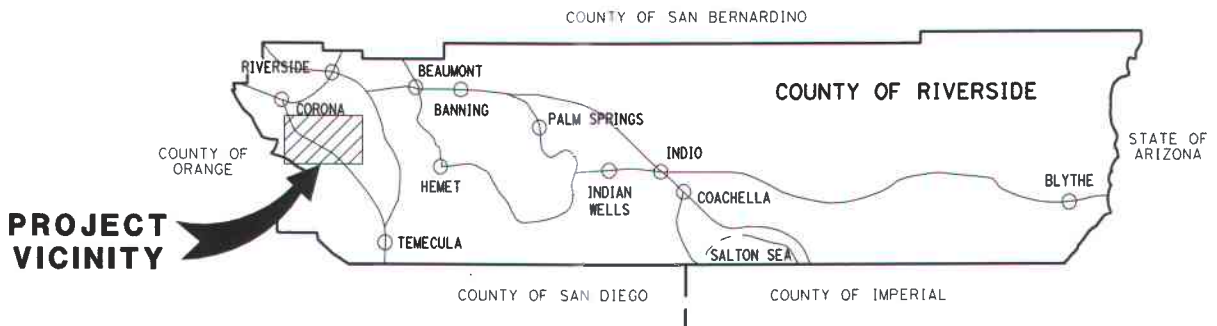 COUNTY OF SAN BERNARDINO
RIVERSIDE
BEAUMONT
COUNTY OF RIVERSIDE
CORONA
BANNING
PALM SPRINGS
STATE OF
ARIZONA
COUNTY OF
ORANGE
INDIO
HEMET
INDIAN
WELLS
COACHELLA
BLYTHE
PROJECT
VICINITY
TEMECULA
SALTON SEA
COUNTY OF SAN DIEGO
COUNTY OF IMPERIAL